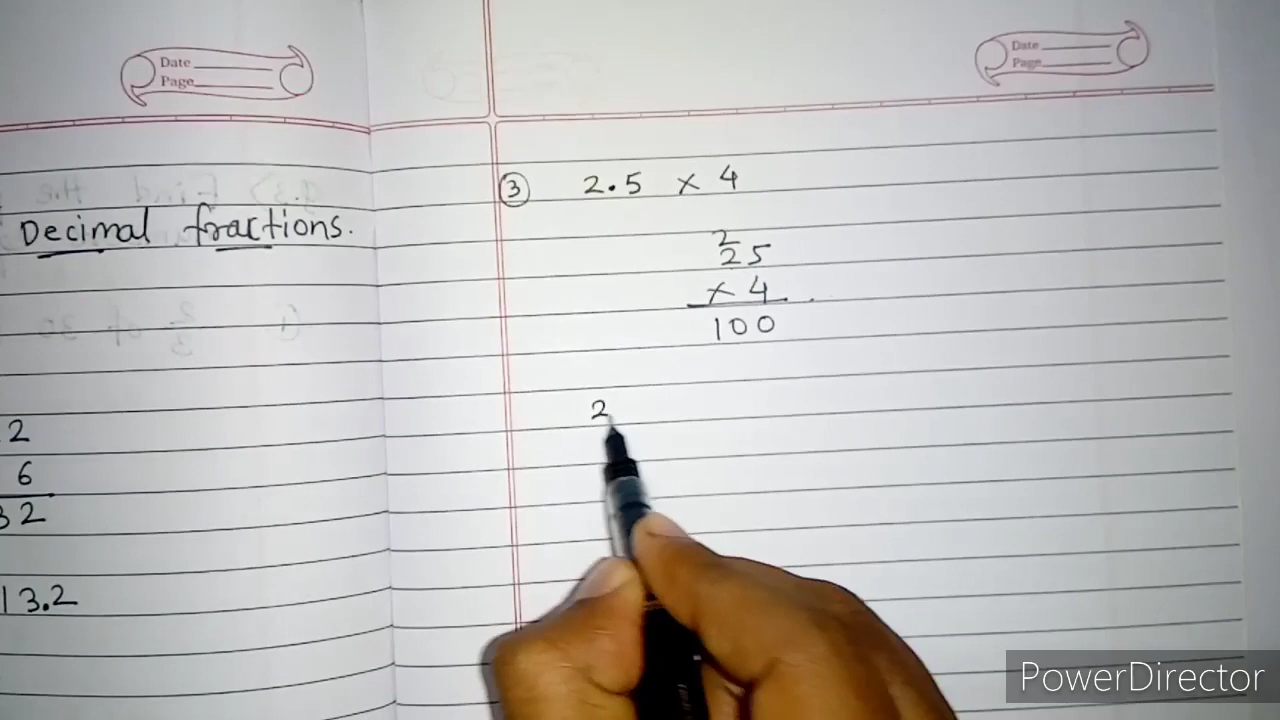 Date
Page
Decimal fractions.
2
6
32
13.2
Date
Page
3 2.5 × 4
2
25
× 4
100
2
PowerDirector